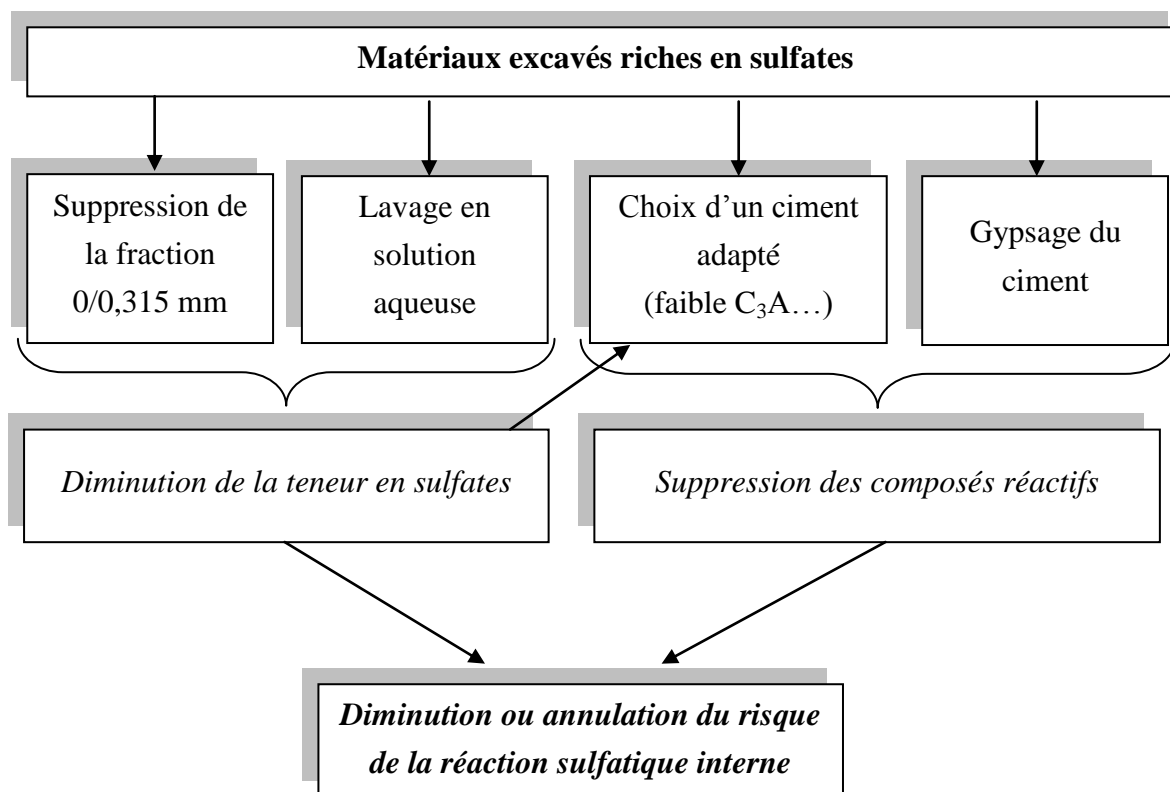 Matériaux excavés riches en sulfates
Suppression de
la fraction
0/0,315 mm
Lavage en
solution
aqueuse
Choix d’un ciment
adapté
(faible C₃A…)
Gypsage du
ciment
Diminution de la teneur en sulfates
Suppression des composés réactifs
Diminution ou annulation du risque
de la réaction sulfatique interne